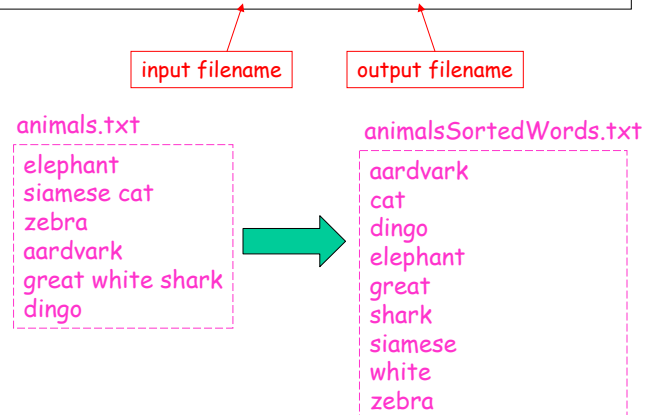 input filename
output filename
animals.txt
elephant
siamese cat
zebra
aardvark
great white shark
dingo
animalsSortedWords.txt
aardvark
cat
dingo
elephant
great
shark
siamese
white
zebra